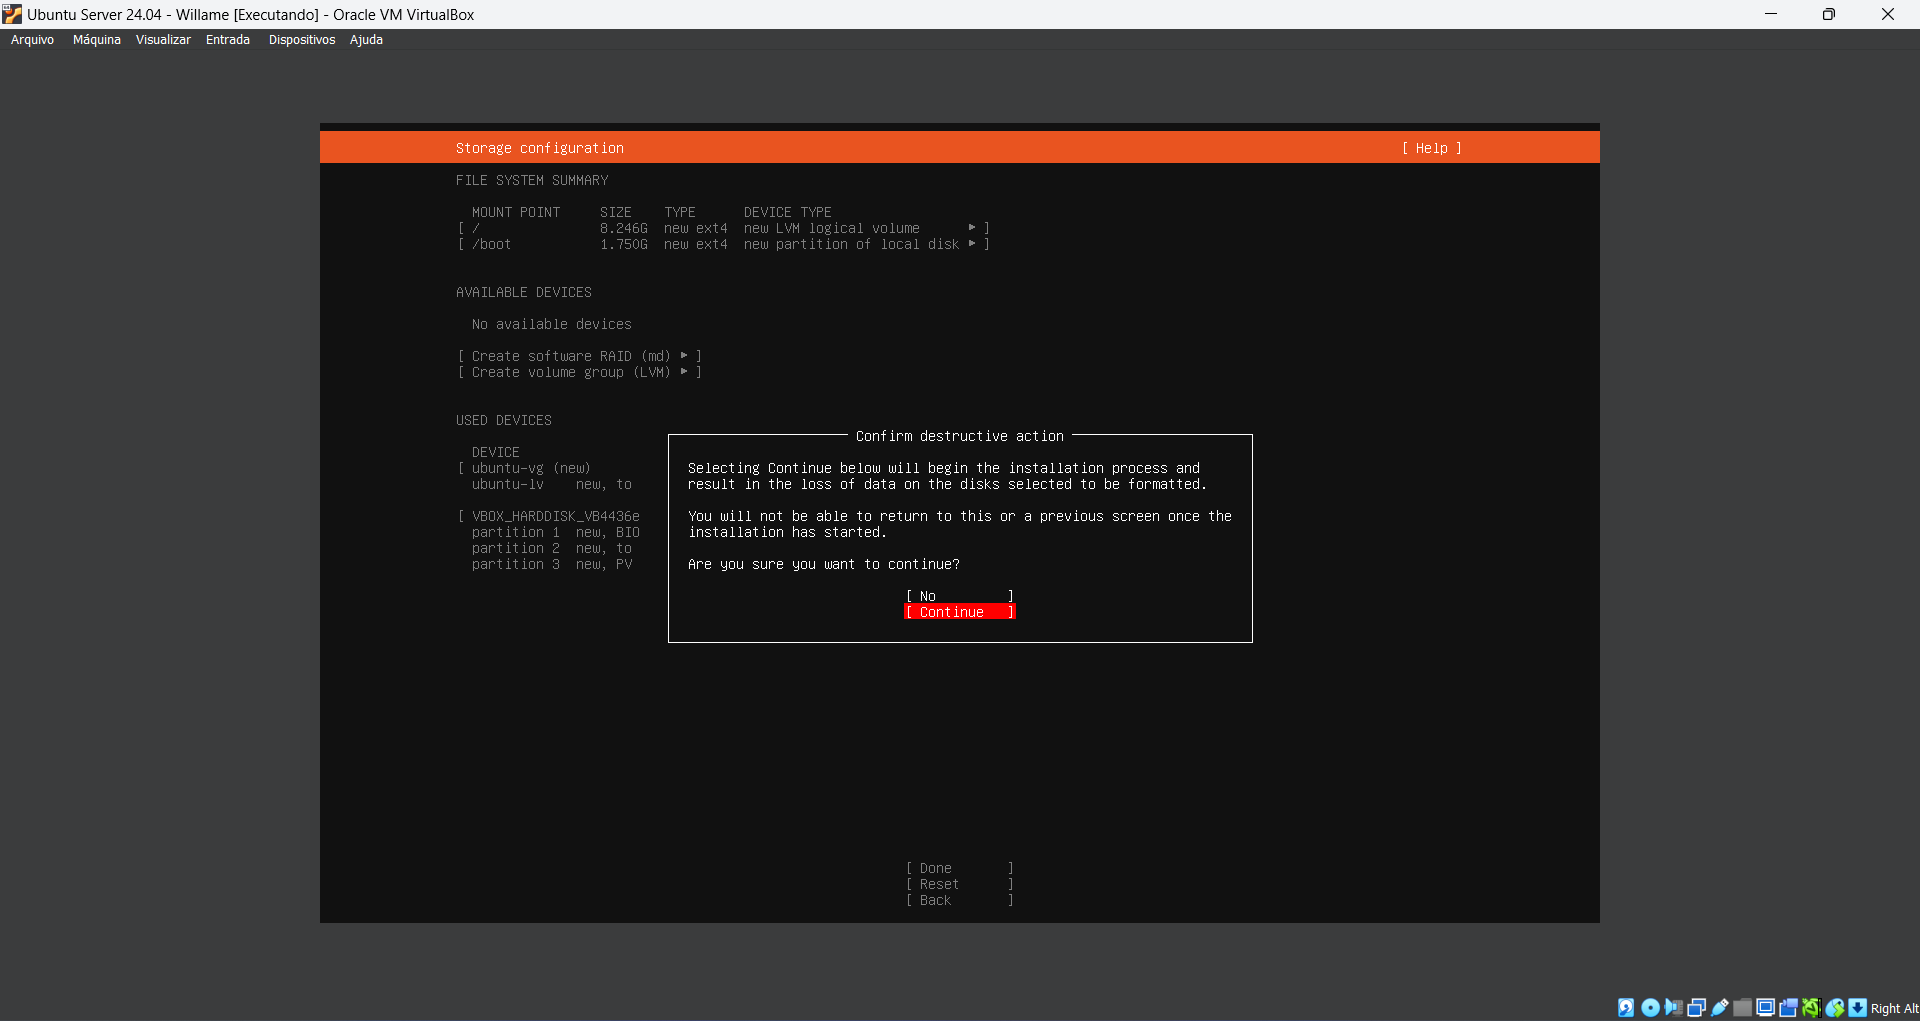 Ubuntu Server 24.04 - Willame [Executando] - Oracle VM VirtualBox
Arquivo Máquina Visualizar Entrada Dispositivos Ajuda
Storage configuration [ Help ]
FILE SYSTEM SUMMARY
MOUNT POINT SIZE TYPE DEVICE TYPE
[ / 8.246G new ext4 new LVM logical volume ▸ ]
[ /boot 1.750G new ext4 new partition of local disk ▸ ]
AVAILABLE DEVICES
No available devices
[ Create software RAID (md) ▸ ]
[ Create volume group (LVM) ▸ ]
USED DEVICES
DEVICE
[ ubuntu-vg (new)
ubuntu-lv new, to
[ VBOX_HARDDISK_VB4436e
partition 1 new, BIO
partition 2 new, to
partition 3 new, PV
Confirm destructive action
Selecting Continue below will begin the installation process and
result in the loss of data on the disks selected to be formatted.
You will not be able to return to this or a previous screen once the
installation has started.
Are you sure you want to continue?
[ No ]
[ Continue ]
[ Done ]
[ Reset ]
[ Back ]
Right Alt